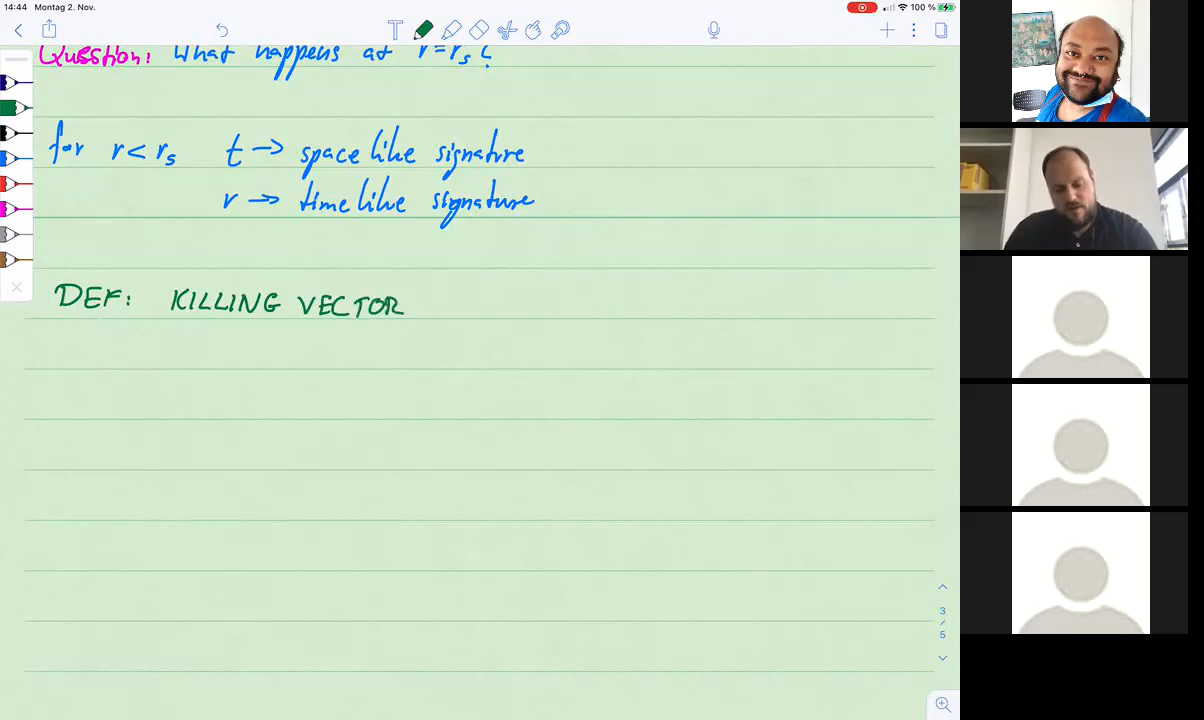 14:44 Montag 2. Nov.
100 %
T
Question: What happens at r=rs?
for r < rs t → space like signature
r → time like signature
DEF: KILLING VECTOR
3
/
5